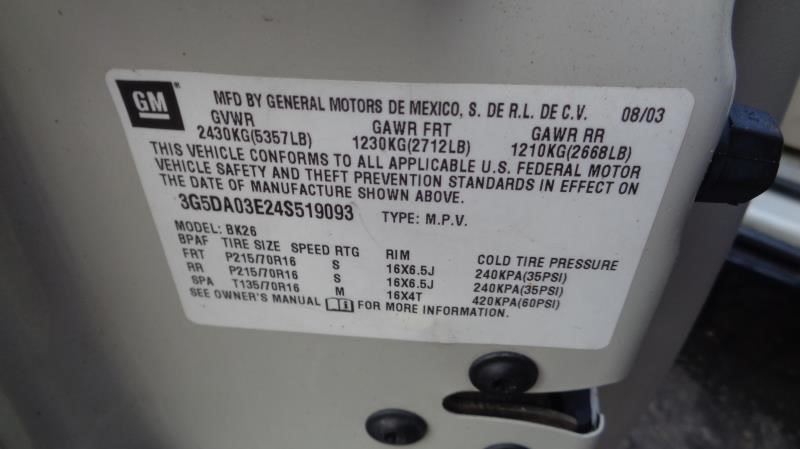 GM® MFD BY GENERAL MOTORS DE MEXICO, S. DE R.L. DE C.V. 08/03
GVWR GAWR FRT GAWR RR
2430KG(5357LB) 1230KG(2712LB) 1210KG(2668LB)
THIS VEHICLE CONFORMS TO ALL APPLICABLE U.S. FEDERAL MOTOR
VEHICLE SAFETY AND THEFT PREVENTION STANDARDS IN EFFECT ON
THE DATE OF MANUFACTURE SHOWN ABOVE.
3G5DA03E24S519093 TYPE: M.P.V.
MODEL: BK26
BPAF TIRE SIZE SPEED RTG RIM COLD TIRE PRESSURE
FRT P215/70R16 S 16X6.5J 240KPA(35PSI)
RR P215/70R16 S 16X6.5J 240KPA(35PSI)
SPA T135/70R16 M 16X4T 420KPA(60PSI)
SEE OWNER'S MANUAL FOR MORE INFORMATION.